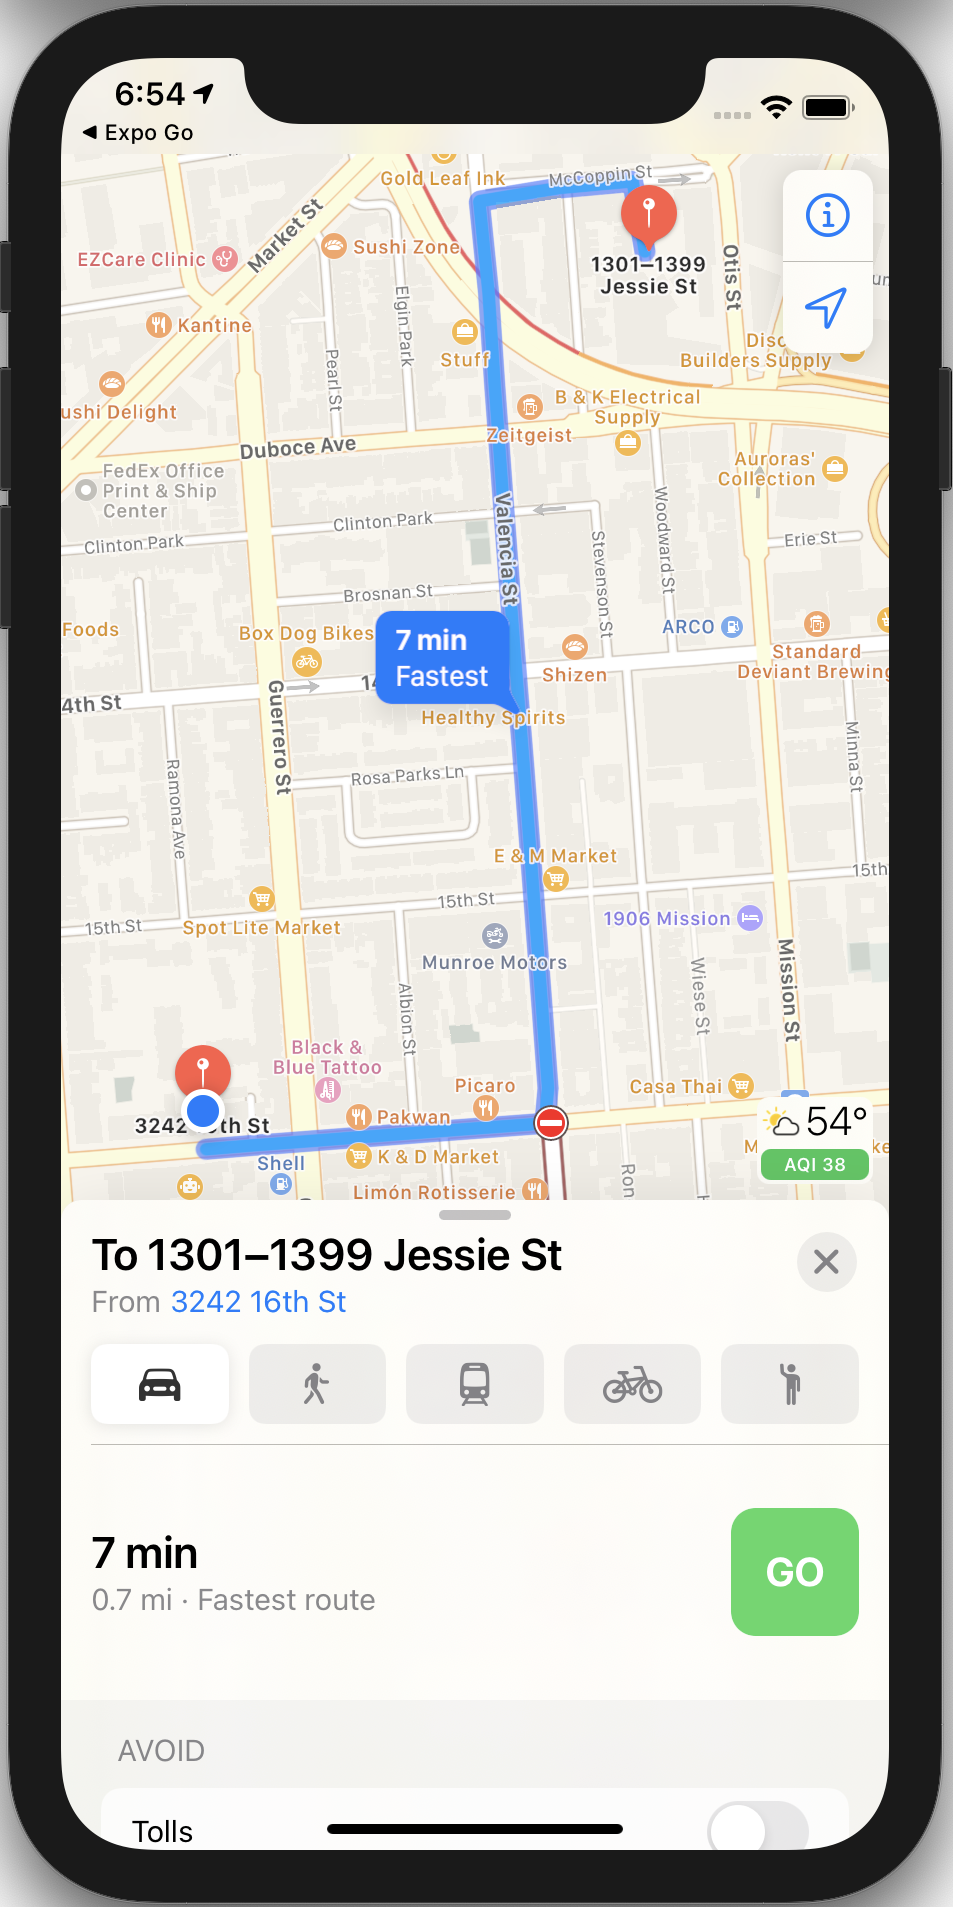 6:54
Expo Go
Gold Leaf Ink
McCoppin St
Market St
Sushi Zone
EZCare Clinic
Otis St
1301–1399
Jessie St
Elgin Park
Kantine
Pearl St
Stuff
Builders Supply
ushi Delight
B & K Electrical
Supply
Zeitgeist
Duboce Ave
Auroras'
Collection
FedEx Office
Print & Ship
Center
Woodward St
Clinton Park
Clinton Park
Valencia St
Stevenson St
Erie St
Brosnan St
Foods
Box Dog Bikes
7 min
Fastest
ARCO
Standard
Deviant Brewing
Shizen
4th St
14
Guerrero St
Healthy Spirits
Minna St
Ramona Ave
Rosa Parks Ln
E & M Market
15th
15th St
15th St
Spot Lite Market
1906 Mission
Munroe Motors
Mission St
Wiese St
Albion St
Black &
Blue Tattoo
Picaro
Casa Thai
Pakwan
3242 16th St
54°
AQI 38
K & D Market
Shell
Limón Rotisserie
Ron
To 1301–1399 Jessie St
From 3242 16th St
7 min
0.7 mi · Fastest route
GO
AVOID
Tolls